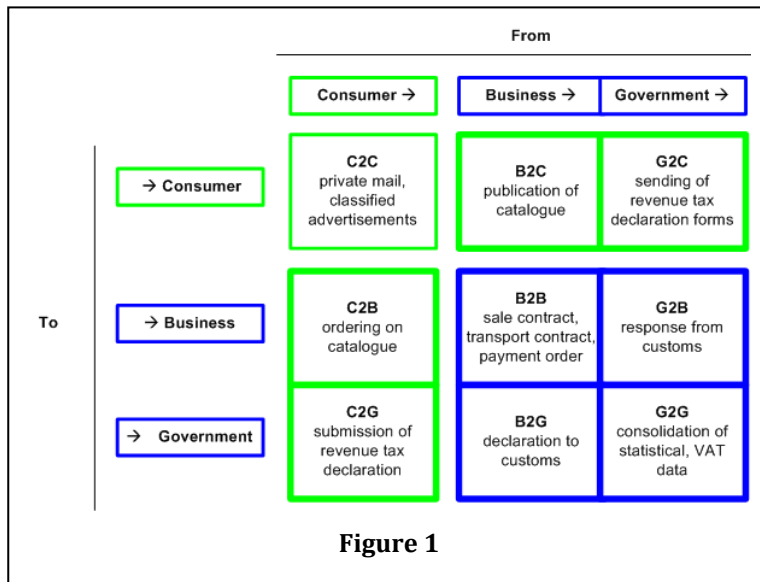 From
Consumer → Business → Government →
→ Consumer
C2C
private mail,
classified
advertisements
B2C
publication of
catalogue
G2C
sending of
revenue tax
declaration forms
To
→ Business
C2B
ordering on
catalogue
B2B
sale contract,
transport contract,
payment order
G2B
response from
customs
→ Government
C2G
submission of
revenue tax
declaration
B2G
declaration to
customs
G2G
consolidation of
statistical, VAT
data
Figure 1